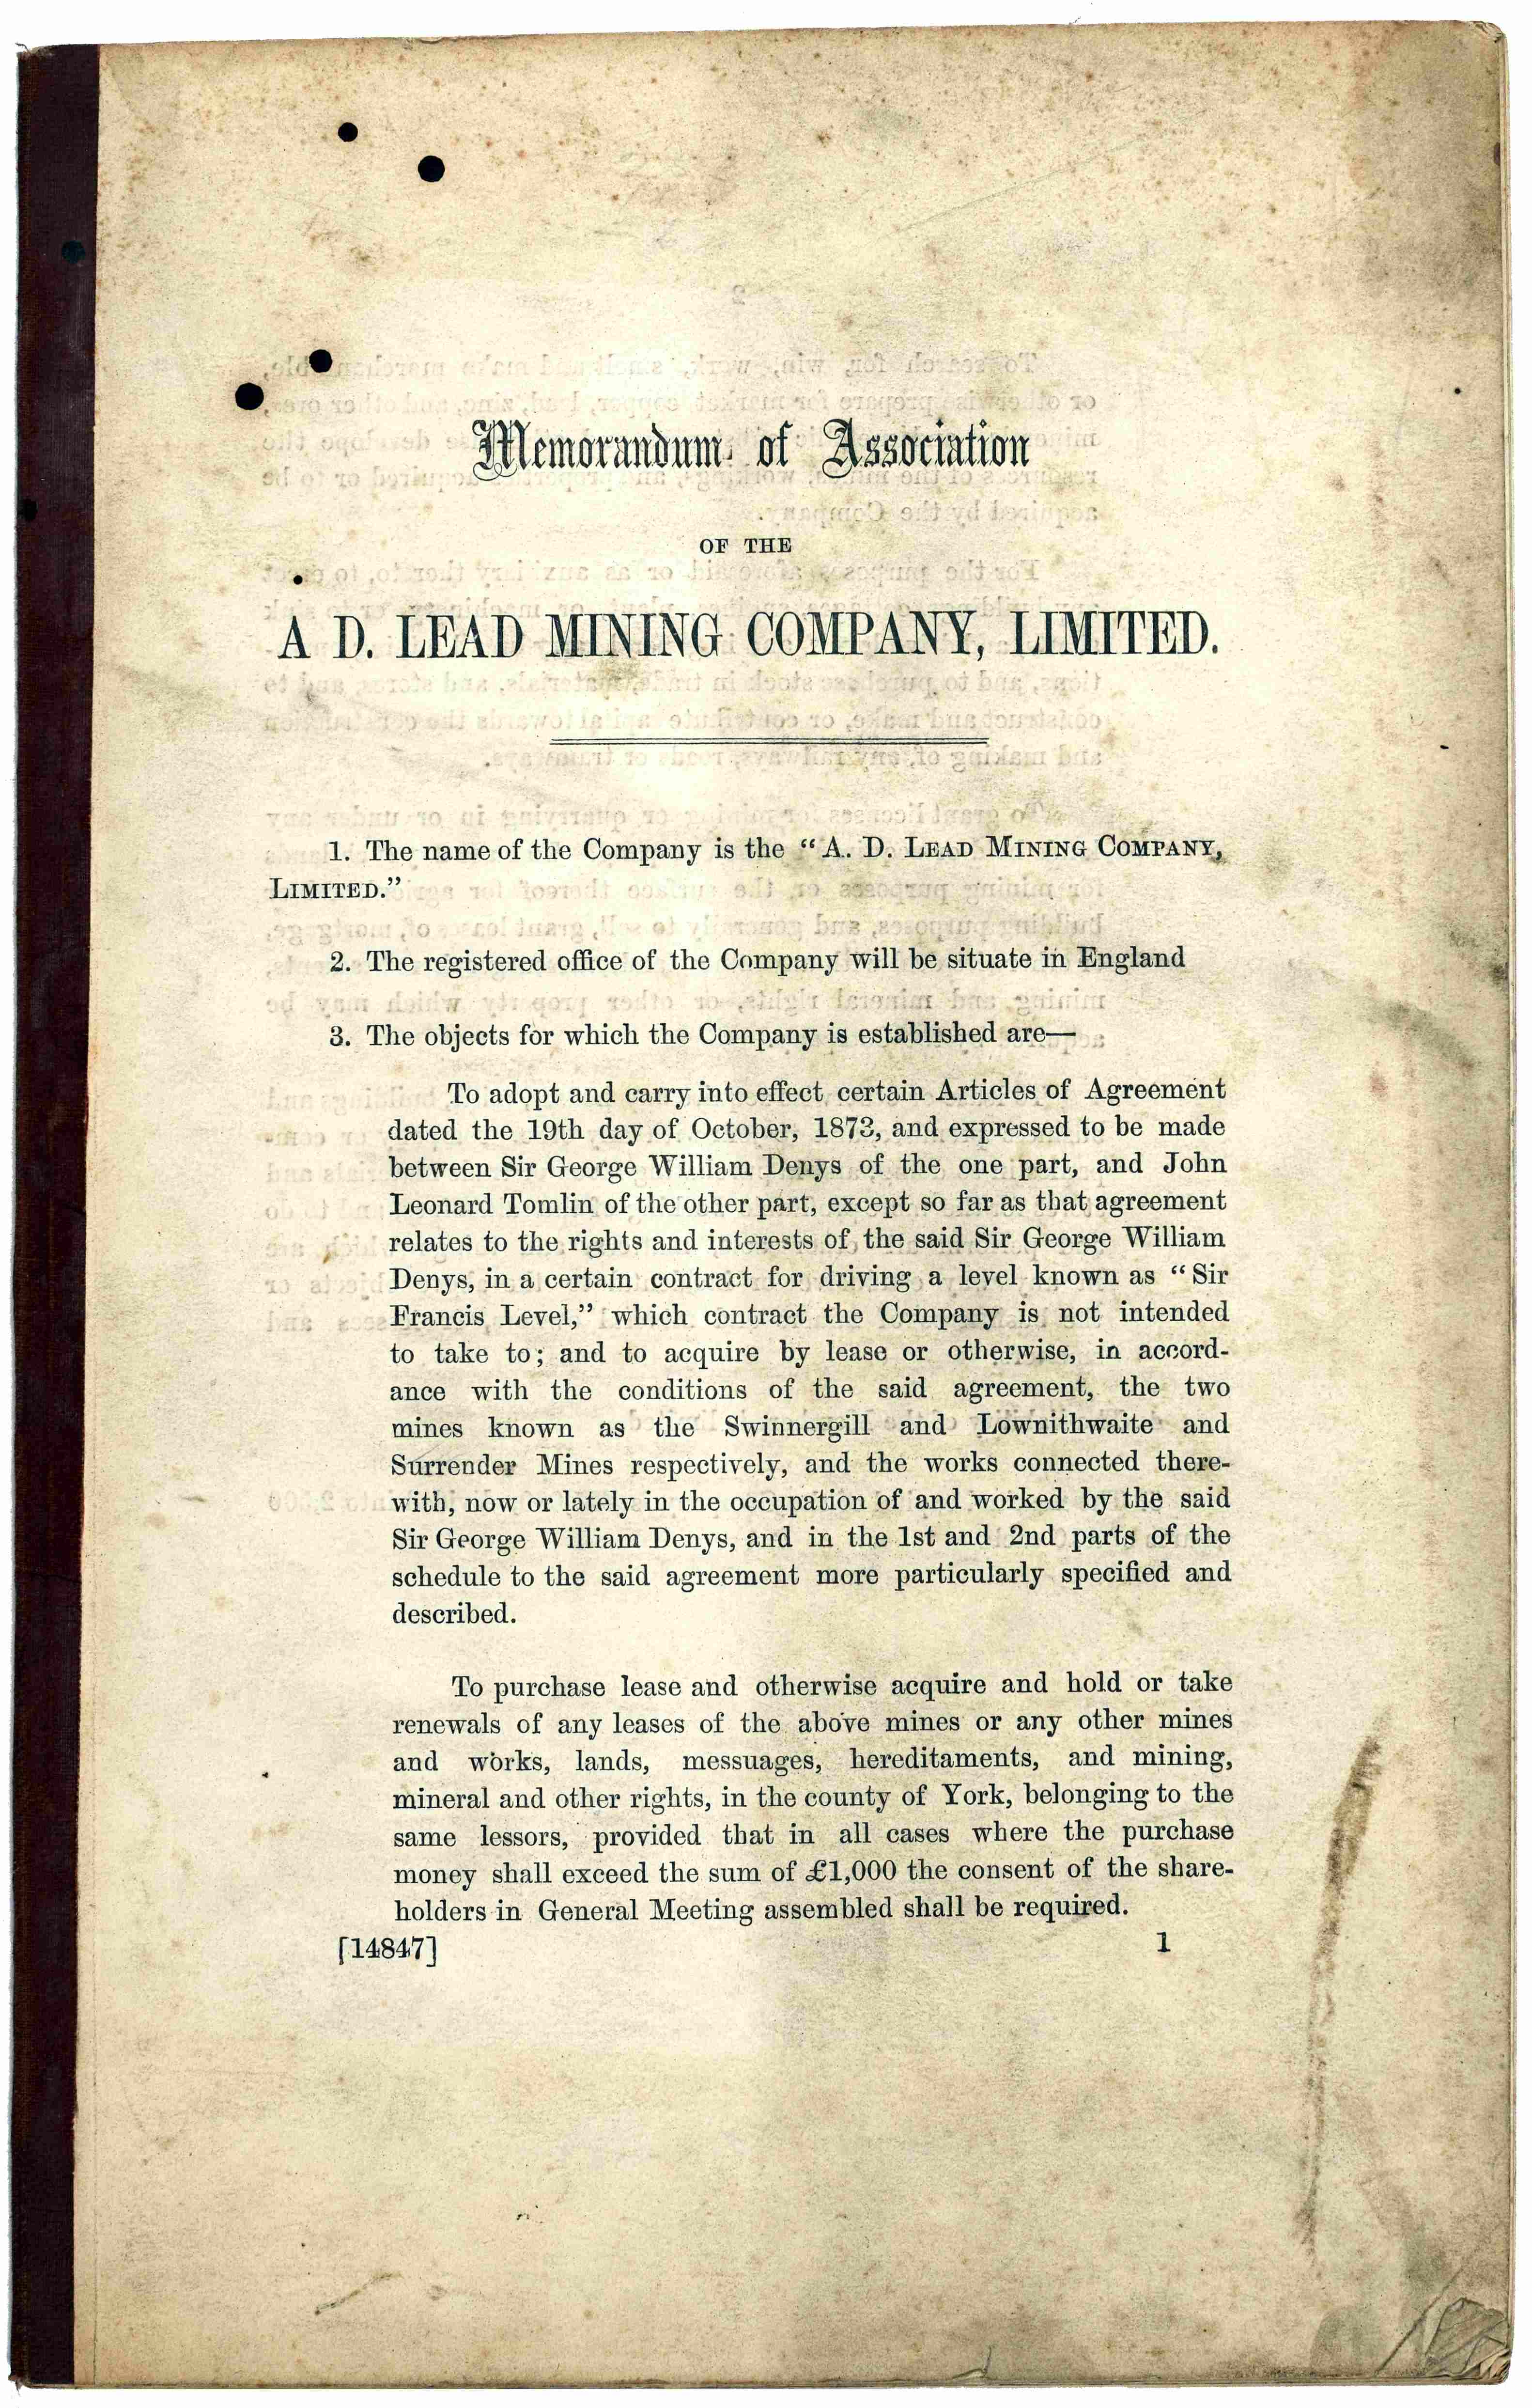 Memorandum of Association
OF THE
A D. LEAD MINING COMPANY, LIMITED.
1. The name of the Company is the “A. D. LEAD MINING COMPANY,
LIMITED.”
2. The registered office of the Company will be situate in England
3. The objects for which the Company is established are—
To adopt and carry into effect certain Articles of Agreement
dated the 19th day of October, 1873, and expressed to be made
between Sir George William Denys of the one part, and John
Leonard Tomlin of the other part, except so far as that agreement
relates to the rights and interests of the said Sir George William
Denys, in a certain contract for driving a level known as “Sir
Francis Level,” which contract the Company is not intended
to take to; and to acquire by lease or otherwise, in accord-
ance with the conditions of the said agreement, the two
mines known as the Swinnergill and Lownithwaite and
Surrender Mines respectively, and the works connected there-
with, now or lately in the occupation of and worked by the said
Sir George William Denys, and in the 1st and 2nd parts of the
schedule to the said agreement more particularly specified and
described.
To purchase lease and otherwise acquire and hold or take
renewals of any leases of the above mines or any other mines
and works, lands, messuages, hereditaments, and mining,
mineral and other rights, in the county of York, belonging to the
same lessors, provided that in all cases where the purchase
money shall exceed the sum of £1,000 the consent of the share-
holders in General Meeting assembled shall be required.
[14847]
1